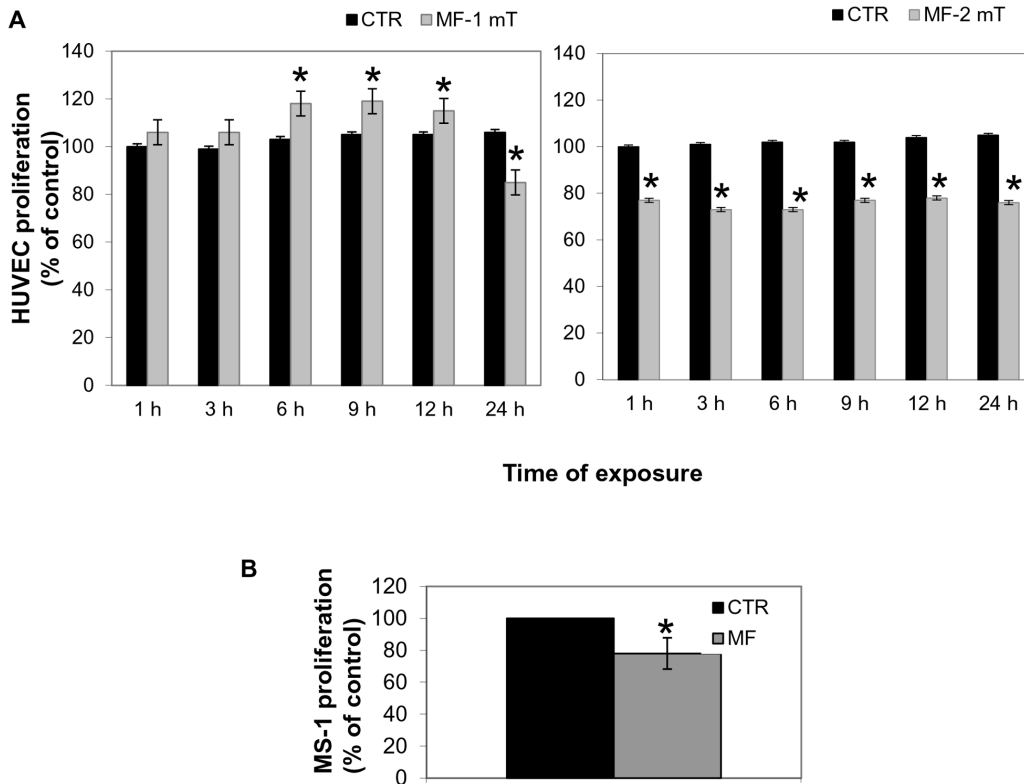 A
CTR MF-1 mT
CTR MF-2 mT
HUVEC proliferation
(% of control)
140
120
100
80
60
40
20
0
* * * *
1 h 3 h 6 h 9 h 12 h 24 h
140
120
100
80
60
40
20
0
* * * * * *
1 h 3 h 6 h 9 h 12 h 24 h
Time of exposure
B
MS-1 proliferation
(% of control)
120
100
80
60
40
20
0
CTR
MF
*